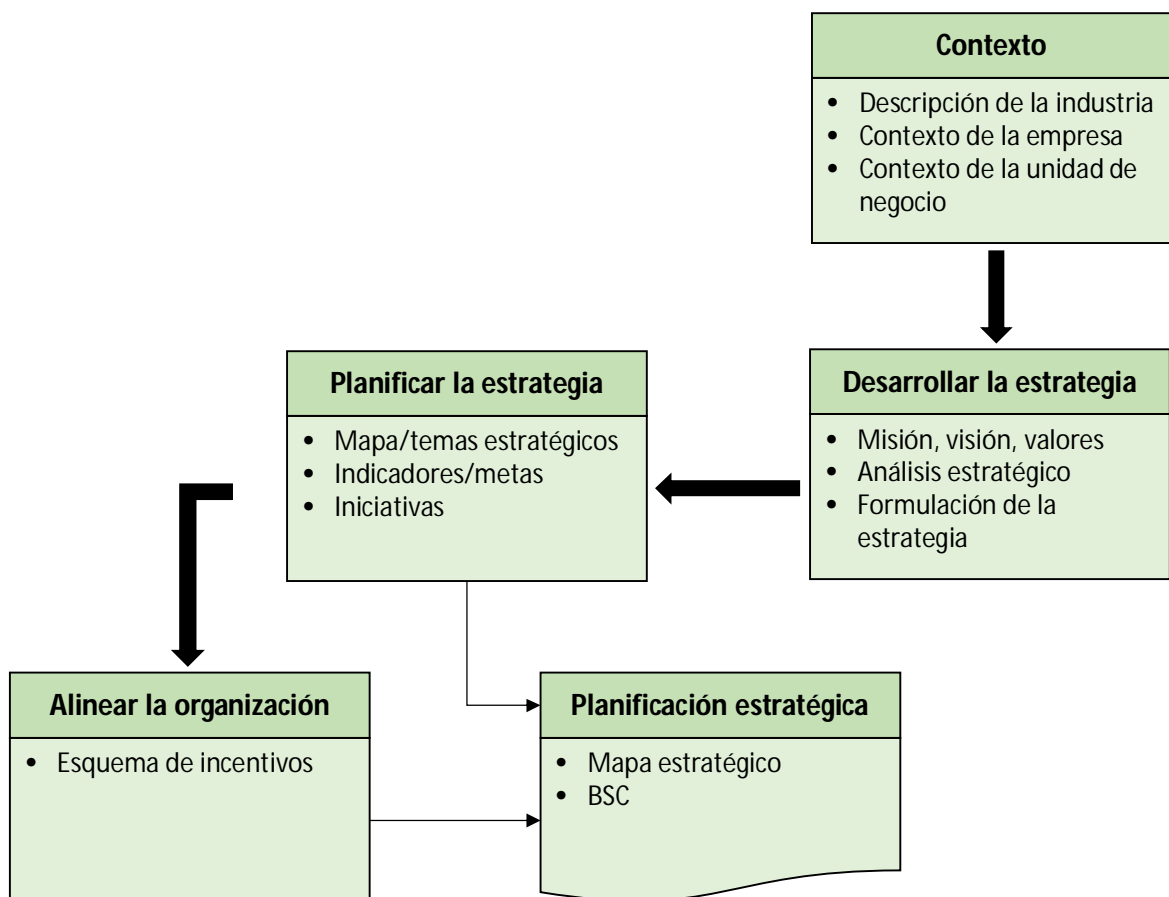 Contexto
• Descripción de la industria
• Contexto de la empresa
• Contexto de la unidad de
negocio
Desarrollar la estrategia
• Misión, visión, valores
• Análisis estratégico
• Formulación de la
estrategia
Planificar la estrategia
• Mapa/temas estratégicos
• Indicadores/metas
• Iniciativas
Alinear la organización
• Esquema de incentivos
Planificación estratégica
• Mapa estratégico
• BSC